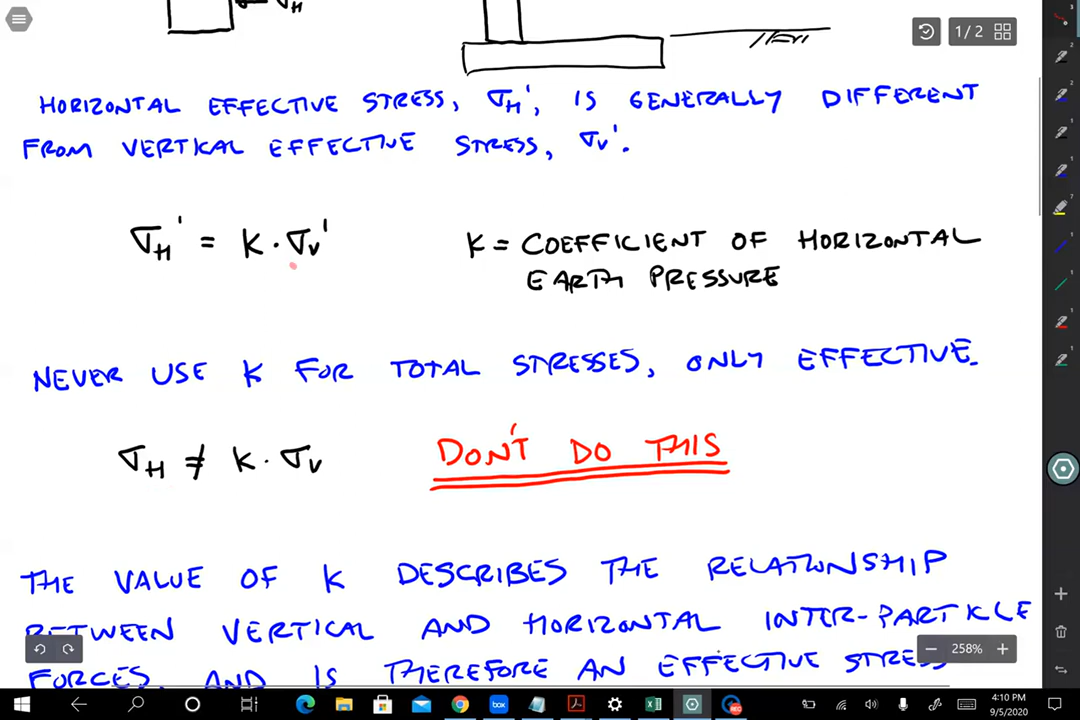 σH
1/2
HORIZONTAL EFFECTIVE STRESS, σH', IS GENERALLY DIFFERENT
FROM VERTICAL EFFECTIVE STRESS, σv'.
σH' = K · σv'
K = COEFFICIENT OF HORIZONTAL
EARTH PRESSURE
NEVER USE K FOR TOTAL STRESSES, ONLY EFFECTIVE.
σH ≠ K · σv
DON'T DO THIS
THE VALUE OF K DESCRIBES THE RELATIONSHIP
BETWEEN VERTICAL AND HORIZONTAL INTER-PARTICLE
FORCES, AND IS THEREFORE AN EFFECTIVE STRESS
258%
4:10 PM
9/5/2020